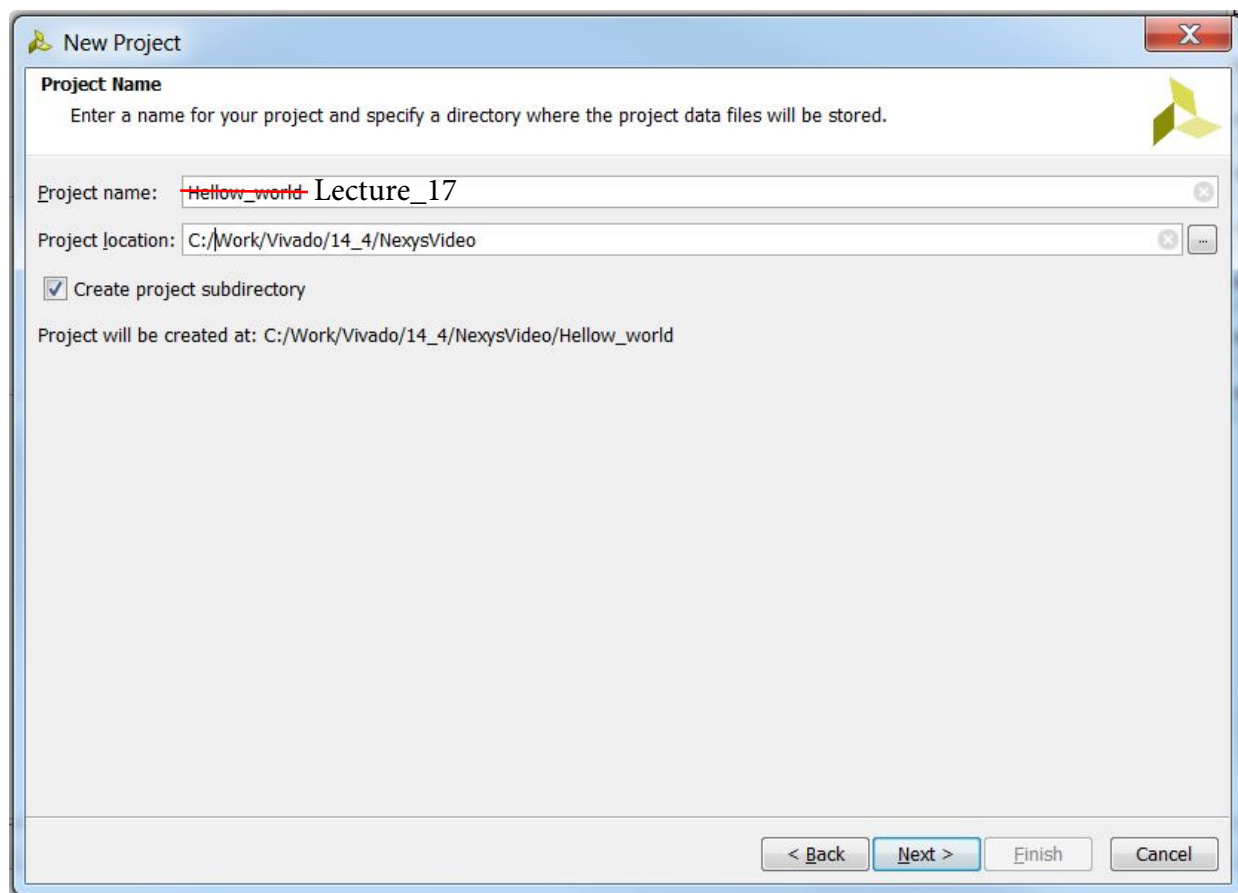 New Project
Project Name
Enter a name for your project and specify a directory where the project data files will be stored.
Project name: Hellow_world Lecture_17
Project location: C:/Work/Vivado/14_4/NexysVideo ...
Create project subdirectory
Project will be created at: C:/Work/Vivado/14_4/NexysVideo/Hellow_world
< Back Next > Finish Cancel